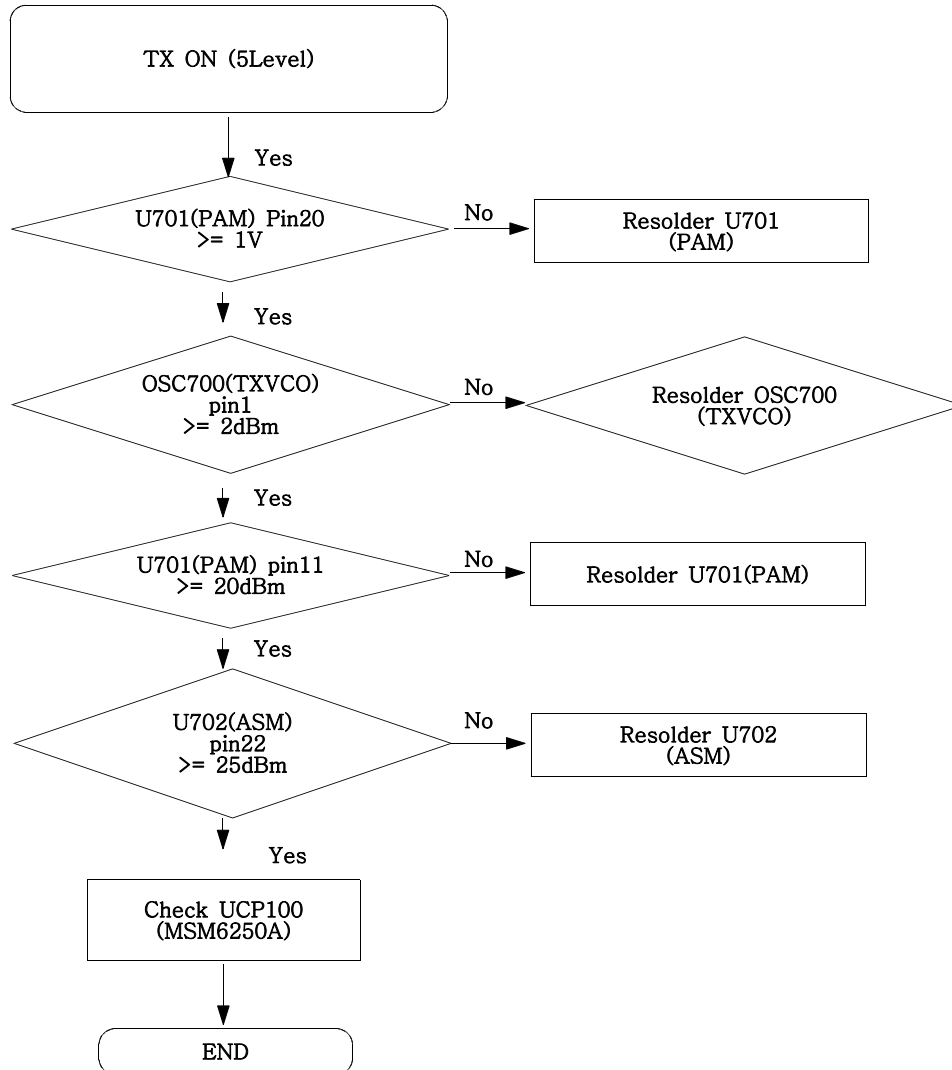 TX ON (5Level)
Yes
U701(PAM) Pin20
>= 1V
No
Resolder U701
(PAM)
Yes
OSC700(TXVCO)
pin1
>= 2dBm
No
Resolder OSC700
(TXVCO)
Yes
U701(PAM) pin11
>= 20dBm
No
Resolder U701(PAM)
Yes
U702(ASM)
pin22
>= 25dBm
No
Resolder U702
(ASM)
Yes
Check UCP100
(MSM6250A)
END